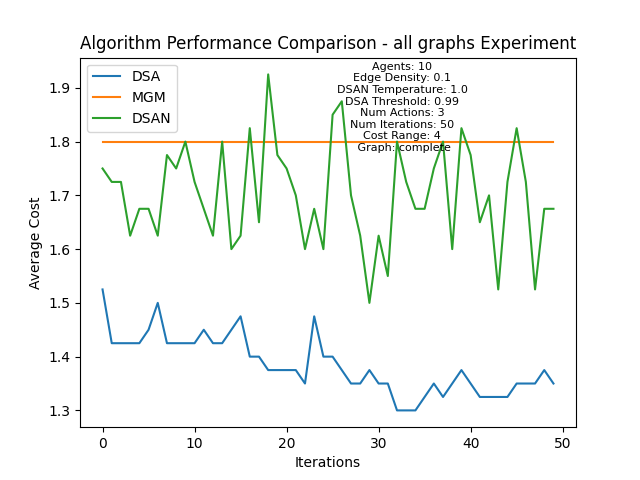 Algorithm Performance Comparison - all graphs Experiment
DSA
MGM
DSAN
Agents: 10
Edge Density: 0.1
DSAN Temperature: 1.0
DSA Threshold: 0.99
Num Actions: 3
Num Iterations: 50
Cost Range: 4
Graph: complete
Average Cost
1.9
1.8
1.7
1.6
1.5
1.4
1.3
0 10 20 30 40 50
Iterations